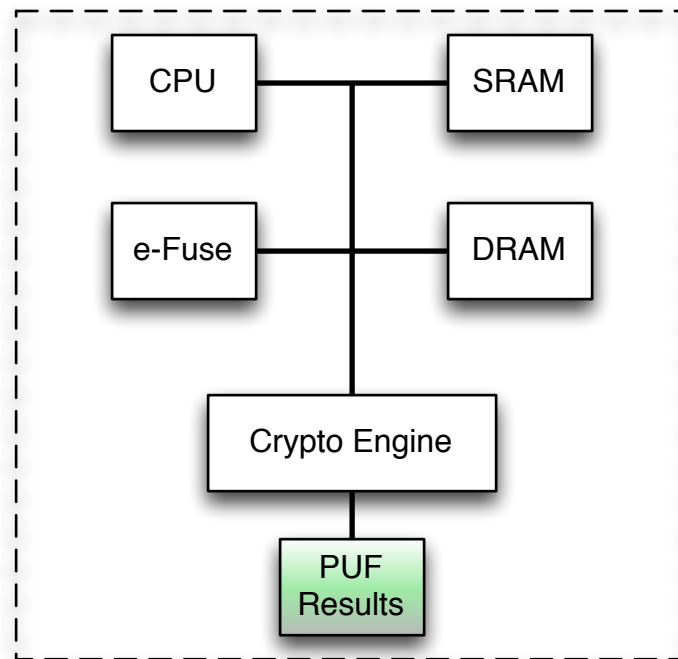 CPU
SRAM
e-Fuse
DRAM
Crypto Engine
PUF
Results